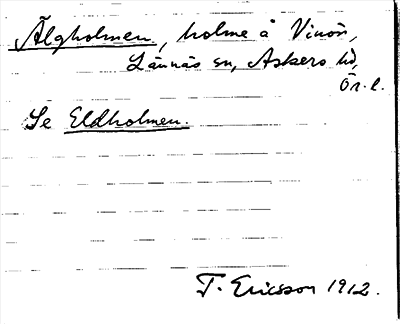 Älgholmen, holme å Vinön,
Lännäs sn, Askers hd,
Ör. l.
Se Eldholmen.
T. Ericsson 1912.